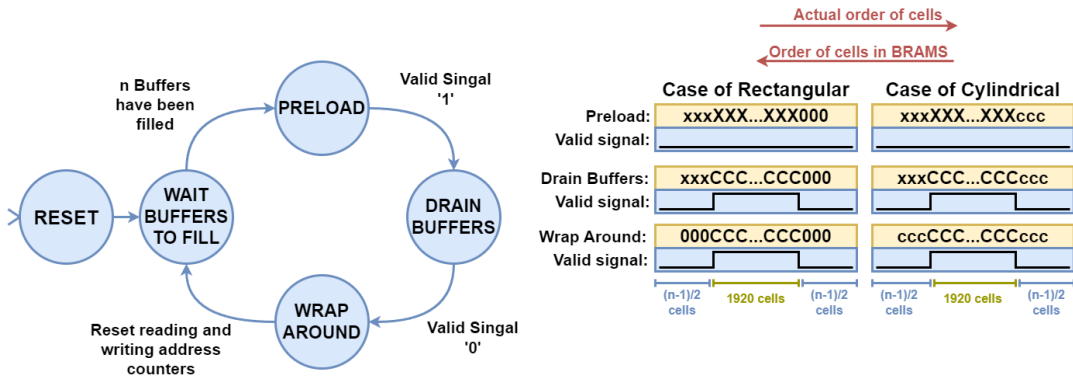 n Buffers
have been
filled
PRELOAD
Valid Singal
'1'
RESET
WAIT
BUFFERS
TO FILL
DRAIN
BUFFERS
WRAP
AROUND
Reset reading and
writing address
counters
Valid Singal
'0'
Actual order of cells
Order of cells in BRAMS
Case of Rectangular
Case of Cylindrical
Preload:
xxxXXX...XXX000
xxxXXX...XXXccc
Valid signal:
Drain Buffers:
xxxCCC...CCC000
xxxCCC...CCCccc
Valid signal:
Wrap Around:
000CCC...CCC000
cccCCC...CCCccc
Valid signal:
(n-1)/2
cells
1920 cells
(n-1)/2
cells
(n-1)/2
cells
1920 cells
(n-1)/2
cells